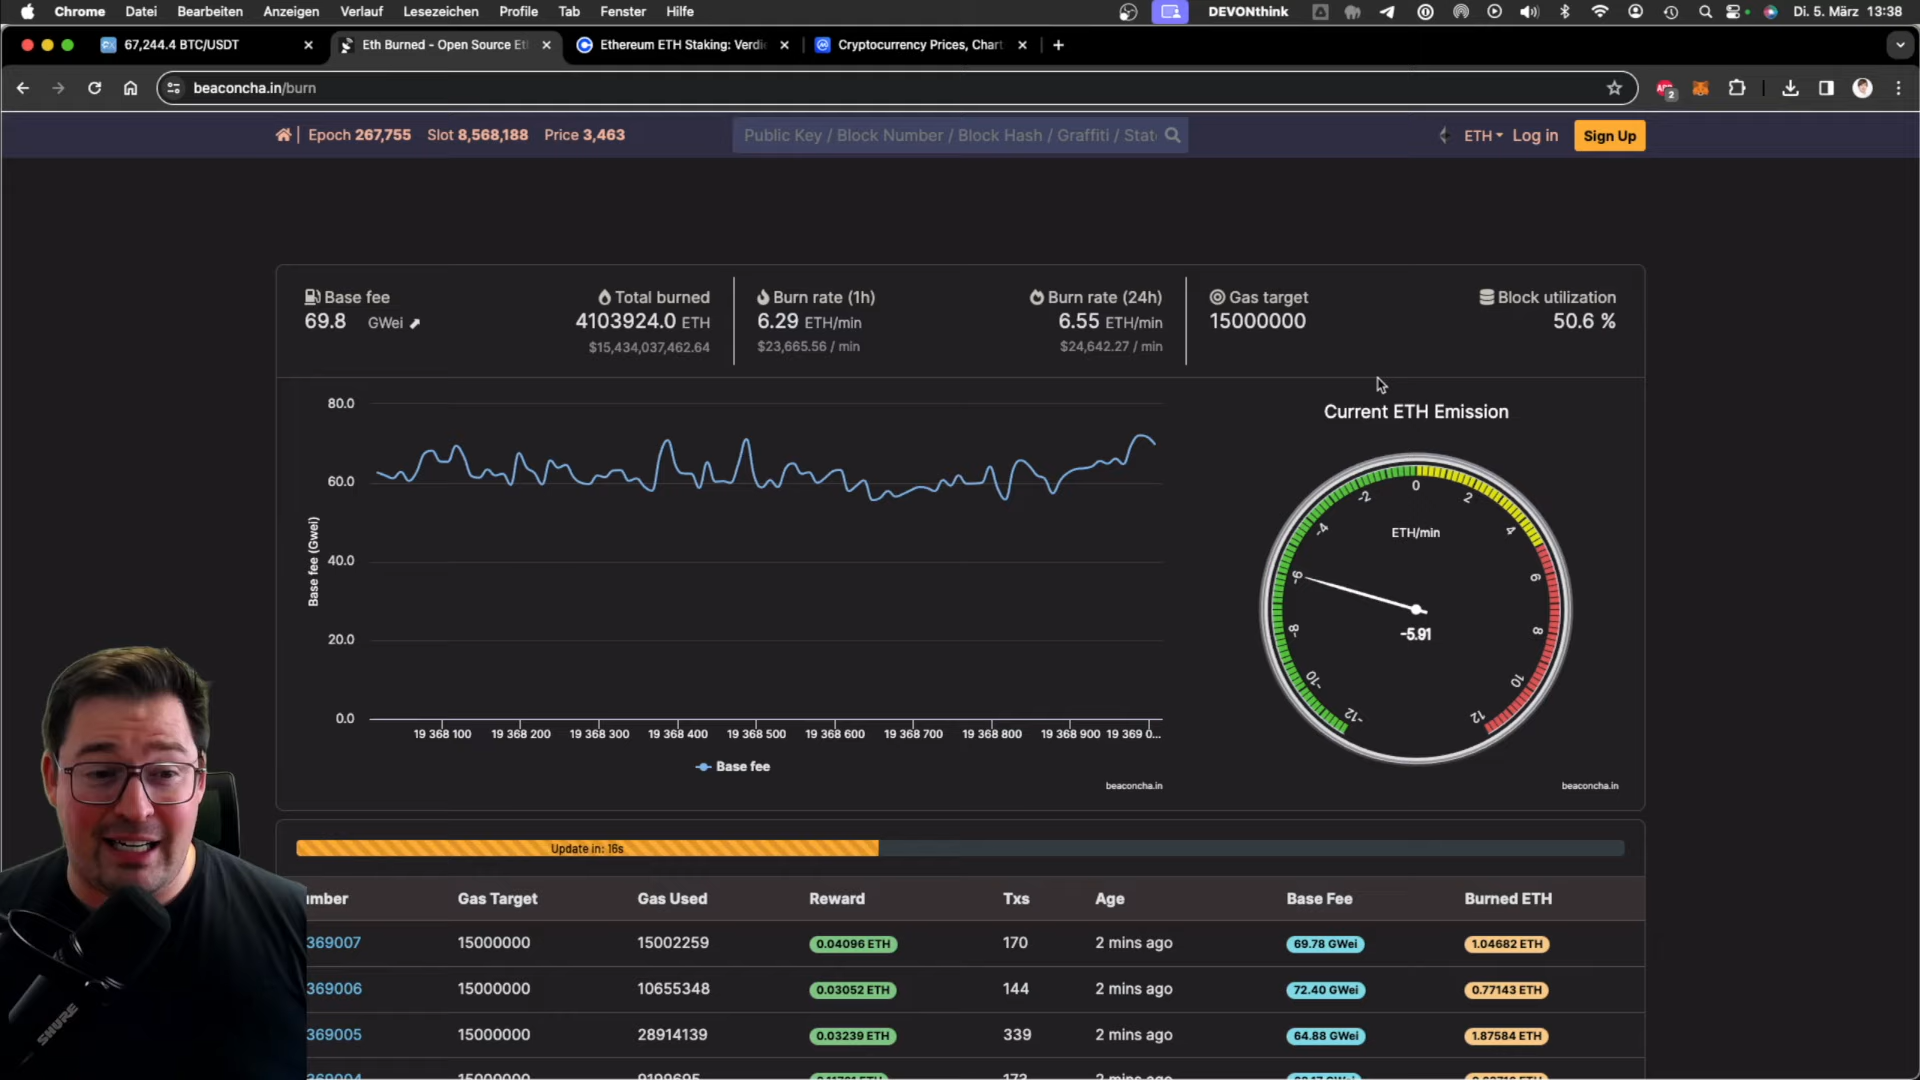 Chrome Datei Bearbeiten Anzeigen Verlauf Lesezeichen Profile Tab Fenster Hilfe DEVONthink Di. 5. März 13:38
67,244.4 BTC/USDT Eth Burned - Open Source Et Ethereum ETH Staking: Verdi Cryptocurrency Prices, Chart
beaconcha.in/burn
2
Epoch 267,755 Slot 8,568,188 Price 3,463 Public Key / Block Number / Block Hash / Graffiti / State ETH Log in Sign Up
Base fee Total burned Burn rate (1h) Burn rate (24h) Gas target Block utilization
69.8 GWei 4103924.0 ETH 6.29 ETH/min 6.55 ETH/min 15000000 50.6 %
$15,434,037,462.64 $23,665.56 / min $24,642.27 / min
80.0
60.0
40.0
20.0
0.0
Base fee (Gwei)
19 368 100 19 368 200 19 368 300 19 368 400 19 368 500 19 368 600 19 368 700 19 368 800 19 368 900 19 369 0...
Base fee
beaconcha.in
Current ETH Emission
-12 -10 -8 -6 -4 -2 0 2 4 6 8 10 12
ETH/min
-5.91
beaconcha.in
Update in: 16s
umber Gas Target Gas Used Reward Txs Age Base Fee Burned ETH
369007 15000000 15002259 0.04096 ETH 170 2 mins ago 69.78 GWei 1.04682 ETH
369006 15000000 10655348 0.03052 ETH 144 2 mins ago 72.40 GWei 0.77143 ETH
369005 15000000 28914139 0.03239 ETH 339 2 mins ago 64.88 GWei 1.87584 ETH
SHURE